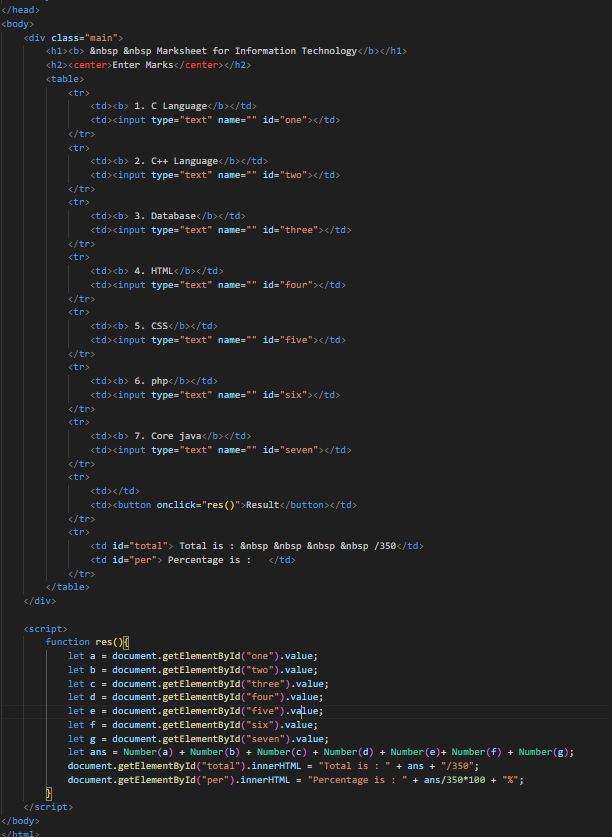 </head>
<body>
<div class="main">
<h1><b> &nbsp &nbsp Marksheet for Information Technology</b></h1>
<h2><center>Enter Marks</center></h2>
<table>
<tr>
<td><b> 1. C Language</b></td>
<td><input type="text" name="" id="one"></td>
</tr>
<tr>
<td><b> 2. C++ Language</b></td>
<td><input type="text" name="" id="two"></td>
</tr>
<tr>
<td><b> 3. Database</b></td>
<td><input type="text" name="" id="three"></td>
</tr>
<tr>
<td><b> 4. HTML</b></td>
<td><input type="text" name="" id="four"></td>
</tr>
<tr>
<td><b> 5. CSS</b></td>
<td><input type="text" name="" id="five"></td>
</tr>
<tr>
<td><b> 6. php</b></td>
<td><input type="text" name="" id="six"></td>
</tr>
<tr>
<td><b> 7. Core java</b></td>
<td><input type="text" name="" id="seven"></td>
</tr>
<tr>
<td></td>
<td><button onclick="res()">Result</button></td>
</tr>
<tr>
<td id="total"> Total is : &nbsp &nbsp &nbsp &nbsp /350</td>
<td id="per"> Percentage is :   </td>
</tr>
</table>
</div>
<script>
function res(){
let a = document.getElementById("one").value;
let b = document.getElementById("two").value;
let c = document.getElementById("three").value;
let d = document.getElementById("four").value;
let e = document.getElementById("five").value;
let f = document.getElementById("six").value;
let g = document.getElementById("seven").value;
let ans = Number(a) + Number(b) + Number(c) + Number(d) + Number(e)+ Number(f) + Number(g);
document.getElementById("total").innerHTML = "Total is : " + ans + "/350";
document.getElementById("per").innerHTML = "Percentage is : " + ans/350*100 + "%";
}
</script>
</body>
</html>